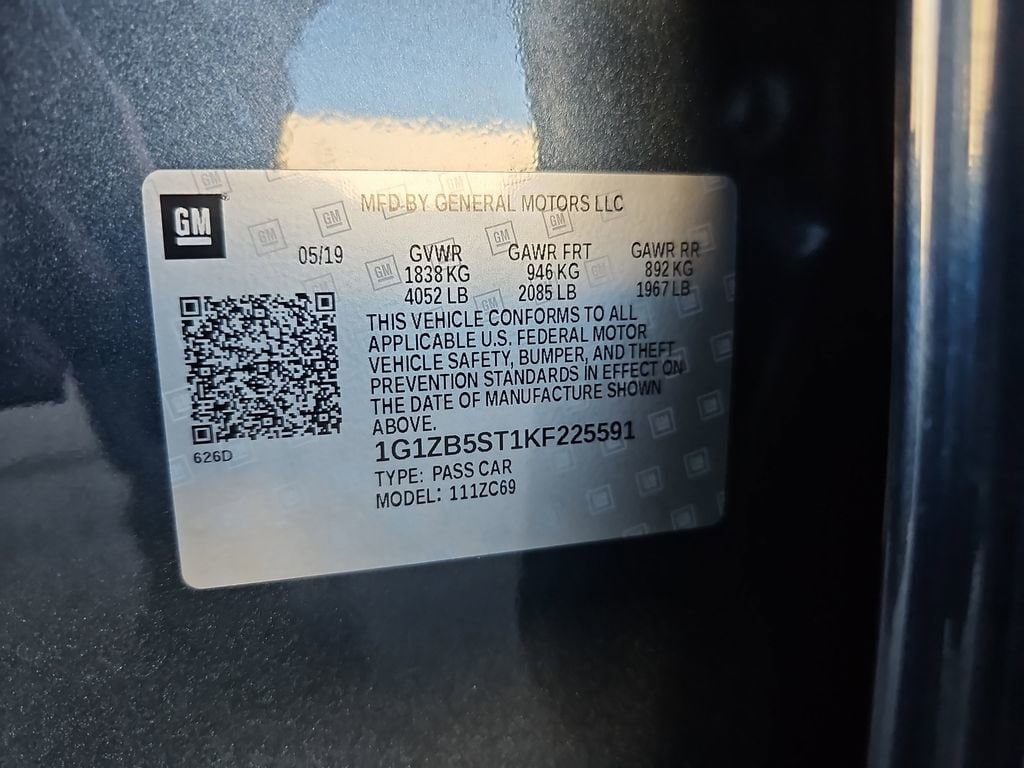 GM
MFD BY GENERAL MOTORS LLC
05/19 GVWR GAWR FRT GAWR RR
1838 KG 946 KG 892 KG
4052 LB 2085 LB 1967 LB
THIS VEHICLE CONFORMS TO ALL
APPLICABLE U.S. FEDERAL MOTOR
VEHICLE SAFETY, BUMPER, AND THEFT
PREVENTION STANDARDS IN EFFECT ON
THE DATE OF MANUFACTURE SHOWN
ABOVE.
1G1ZB5ST1KF225591
626D
TYPE: PASS CAR
MODEL: 111ZC69